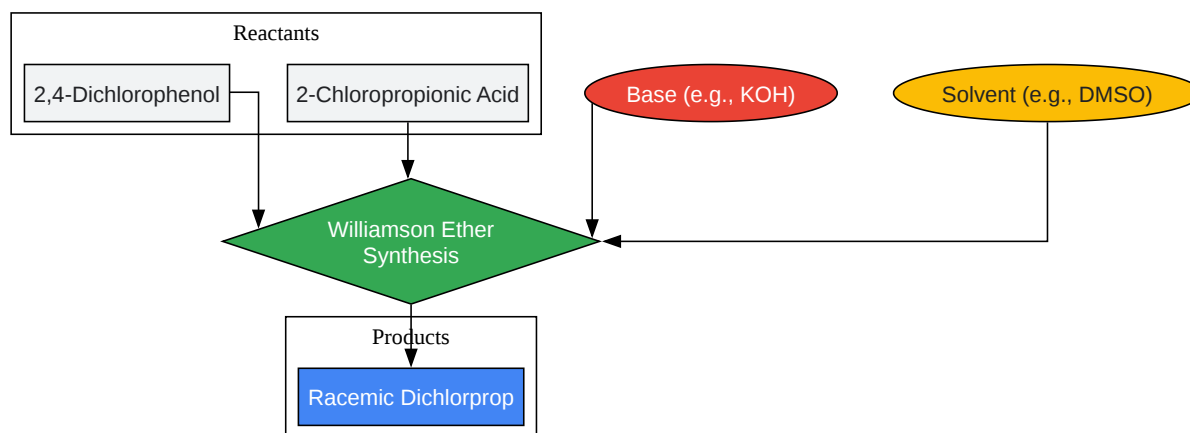 Reactants
2,4-Dichlorophenol
2-Chloropropionic Acid
Base (e.g., KOH)
Solvent (e.g., DMSO)
Williamson Ether
Synthesis
Products
Racemic Dichlorprop